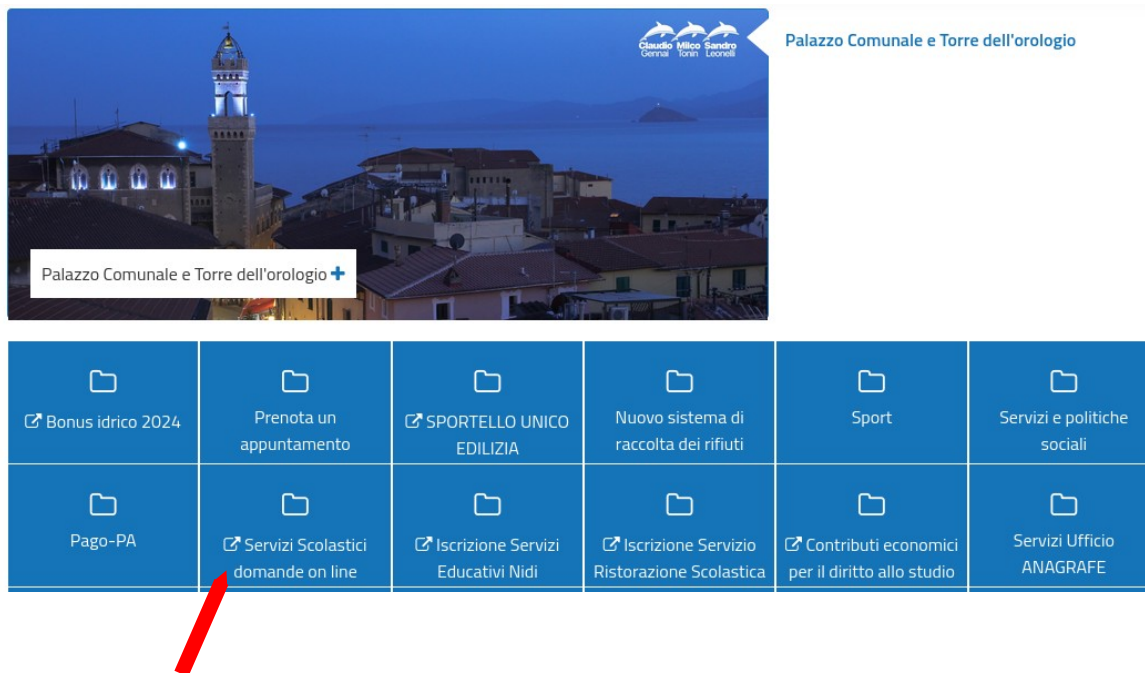 Claudio Milco Sandro
Gennai Tonin Leonelli
Palazzo Comunale e Torre dell'orologio
Palazzo Comunale e Torre dell'orologio
Bonus idrico 2024
Prenota un
appuntamento
SPORTELLO UNICO
EDILIZIA
Nuovo sistema di
raccolta dei rifiuti
Sport
Servizi e politiche
sociali
Pago-PA
Servizi Scolastici
domande on line
Iscrizione Servizi
Educativi Nidi
Iscrizione Servizio
Ristorazione Scolastica
Contributi economici
per il diritto allo studio
Servizi Ufficio
ANAGRAFE